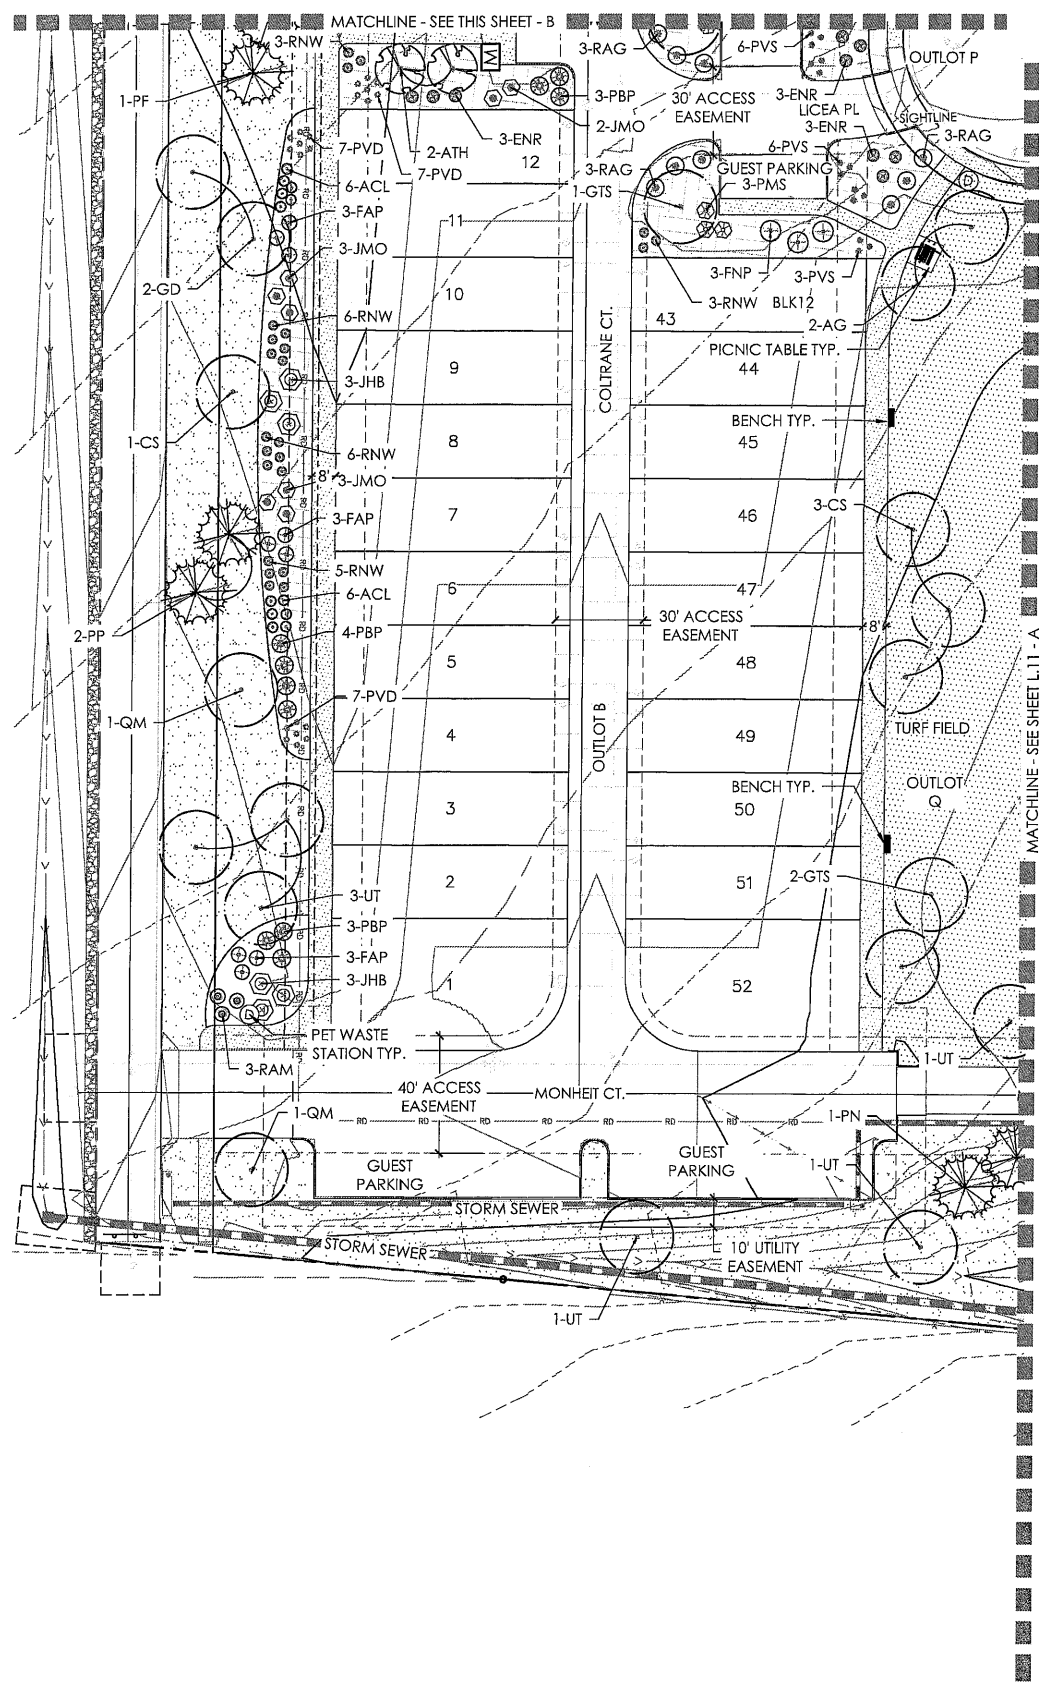 MATCHLINE - SEE THIS SHEET - B
3-RNW
3-RAG
6-PVS
OUTLOT P
M
1-PF
3-PBP
30' ACCESS
EASEMENT
3-ENR
LICEA PL
3-ENR
SIGHTLINE
2-JMO
3-ENR
3-RAG
7-PVD
2-ATH
12
6-PVS
7-PVD
3-RAG
GUEST PARKING
6-ACL
1-GTS
3-PMS
D
3-FAP
11
3-JMO
3-FNP
3-PVS
2-GD
10
3-RNW
BLK12
6-RNW
43
2-AG
COLTRANE CT.
PICNIC TABLE TYP.
9
44
3-JHB
1-CS
8
BENCH TYP.
45
6-RNW
8'
3-JMO
3-CS
3-FAP
7
46
5-RNW
6
47
6-ACL
30' ACCESS
EASEMENT
8'
2-PP
4-PBP
5
48
MATCHLINE - SEE SHEET L11 - A
7-PVD
1-QM
4
OUTLOT B
49
TURF FIELD
BENCH TYP.
OUTLOT
Q
3
50
2
51
2-GTS
3-UT
3-PBP
3-FAP
3-JHB
1
52
PET WASTE
STATION TYP.
3-RAM
1-UT
40' ACCESS
EASEMENT
MONHEIT CT.
1-QM
RD RD RD RD RD RD RD
1-PN
GUEST
PARKING
GUEST
PARKING
1-UT
STORM SEWER
STORM SEWER
10' UTILITY
EASEMENT
1-UT